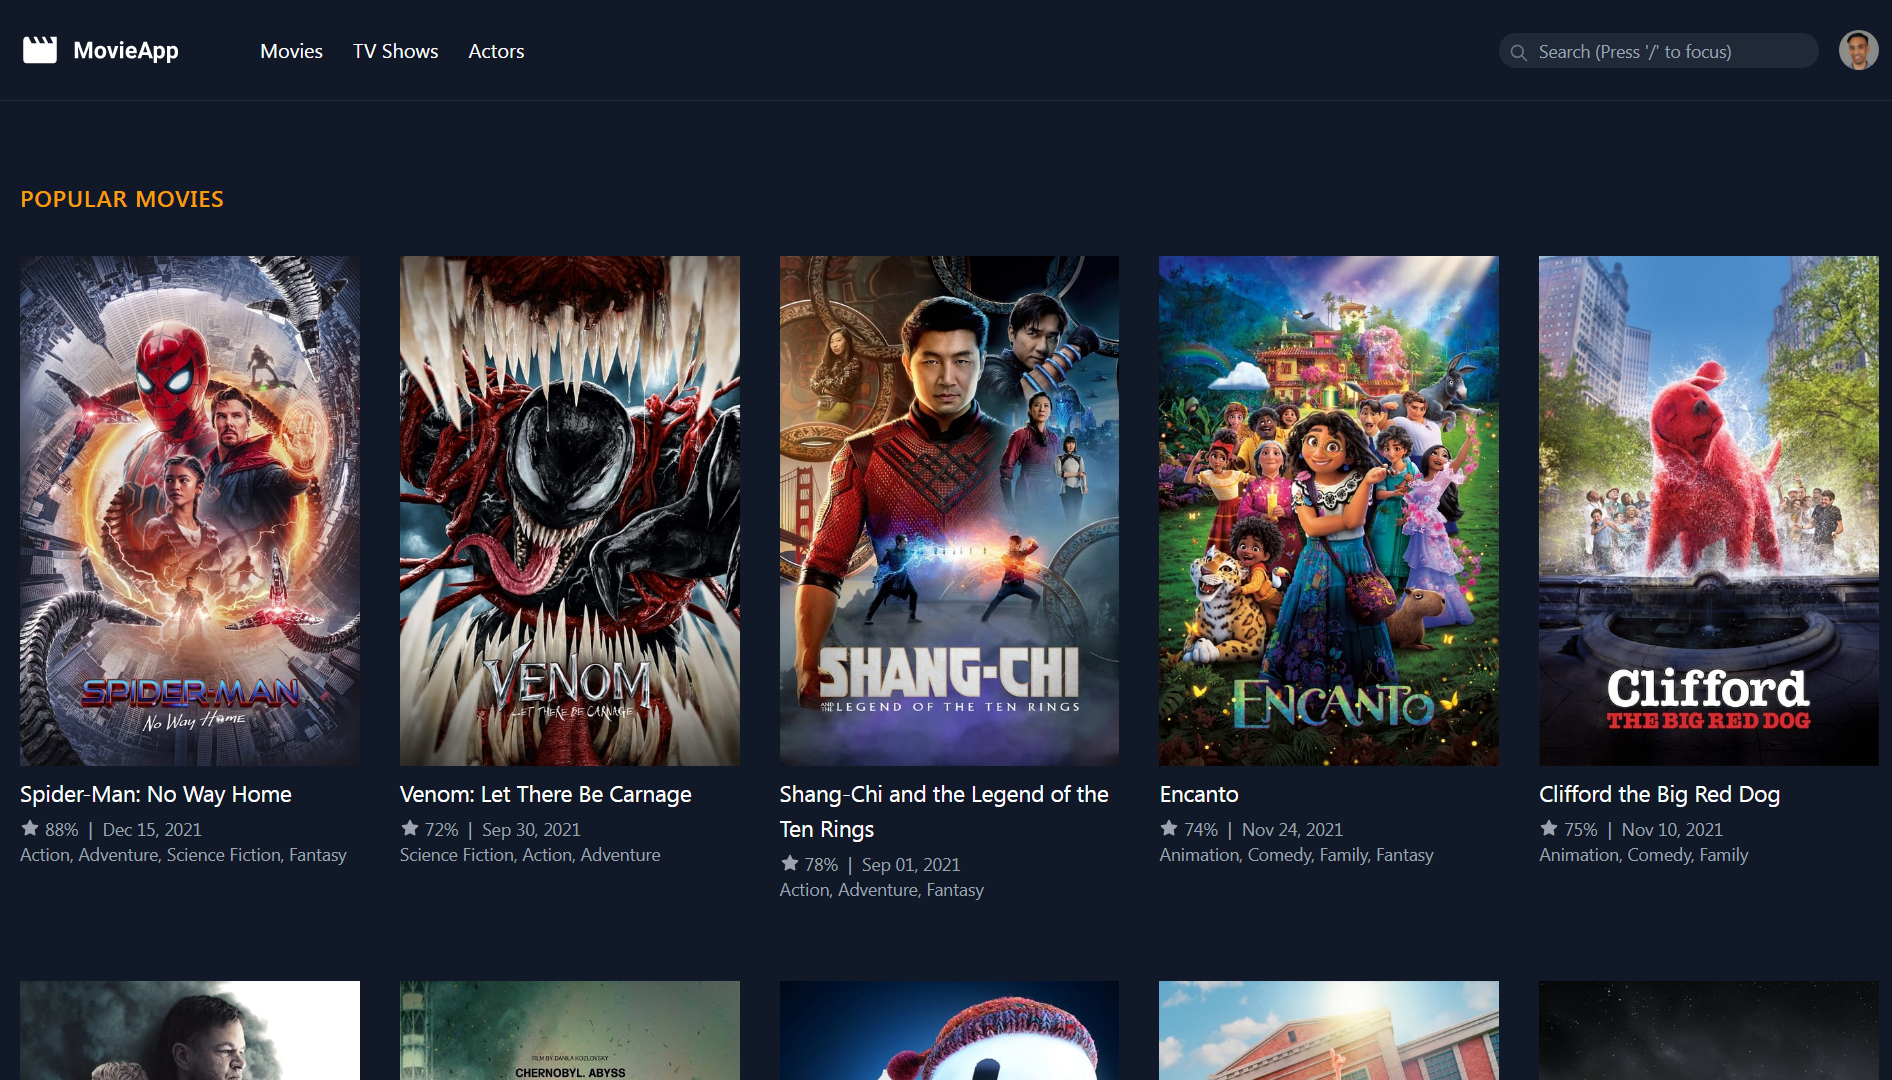 MovieApp
Movies
TV Shows
Actors
Search (Press '/' to focus)
POPULAR MOVIES
SPIDER-MAN
No Way Home
VENOM
LET THERE BE CARNAGE
SHANG-CHI
AND THE LEGEND OF THE TEN RINGS
ENCANTO
Clifford
THE BIG RED DOG
Spider-Man: No Way Home
88% | Dec 15, 2021
Action, Adventure, Science Fiction, Fantasy
Venom: Let There Be Carnage
72% | Sep 30, 2021
Science Fiction, Action, Adventure
Shang-Chi and the Legend of the
Ten Rings
78% | Sep 01, 2021
Action, Adventure, Fantasy
Encanto
74% | Nov 24, 2021
Animation, Comedy, Family, Fantasy
Clifford the Big Red Dog
75% | Nov 10, 2021
Animation, Comedy, Family
FILM BY DANILA KOZLOVSKY
CHERNOBYL. ABYSS